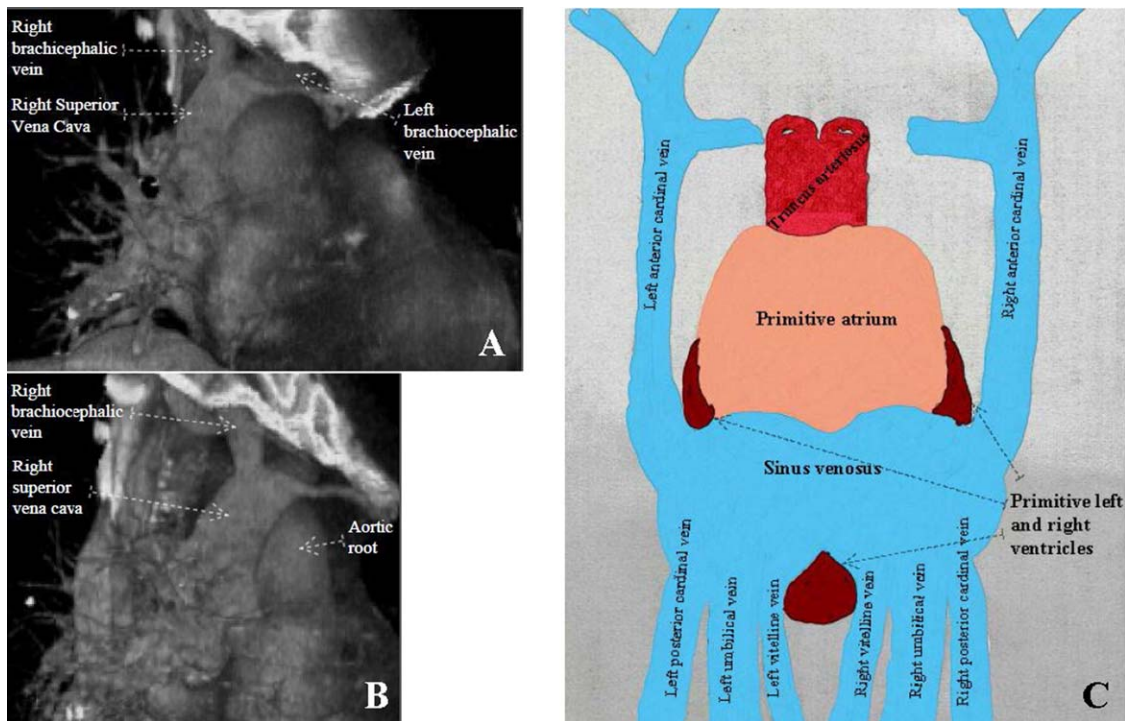 Right
brachicephalic
vein
Right Superior
Vena Cava
Left
brachiocephalic
vein
A
Right
brachiocephalic
vein
Right
superior
vena cava
Aortic
root
B
Truncus arteriosus
Left anterior cardinal vein
Right anterior cardinal vein
Primitive atrium
Sinus venosus
Primitive left
and right
ventricles
Left posterior cardinal vein
Left umbilical vein
Left vitelline vein
Right vitelline vein
Right umbilical vein
Right posterior cardinal vein
C